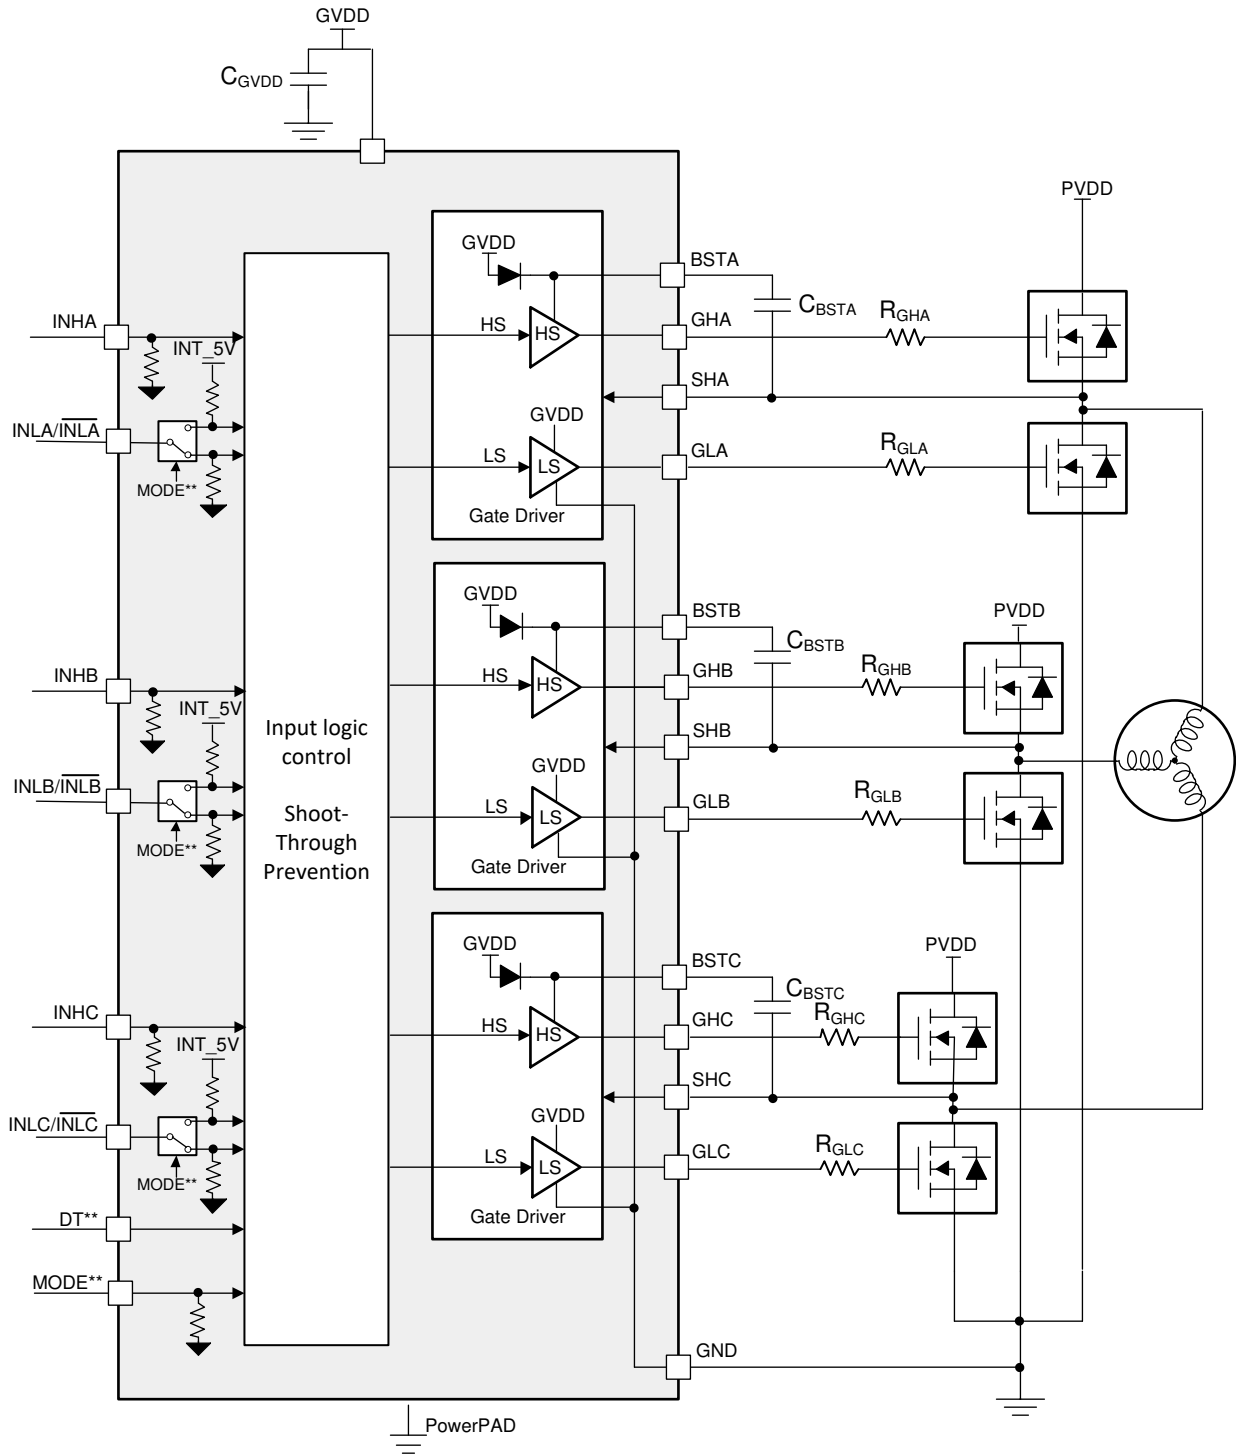 GVDD
CGVDD
PVDD
GVDD
BSTA
CBSTA
INHA
HS
HS
GHA
RGHA
INT_5V
SHA
INLA/INLA
GVDD
MODE**
LS
LS
GLA
RGLA
Gate Driver
GVDD
BSTB
PVDD
CBSTB
INHB
HS
HS
GHB
RGHB
INT_5V
Input logic
control
SHB
INLB/INLB
GVDD
MODE**
Shoot-
Through
Prevention
LS
LS
GLB
RGLB
Gate Driver
GVDD
BSTC
PVDD
CBSTC
INHC
HS
HS
GHC
RGHC
INT_5V
SHC
INLC/INLC
GVDD
MODE**
LS
LS
GLC
RGLC
Gate Driver
DT**
MODE**
GND
PowerPAD